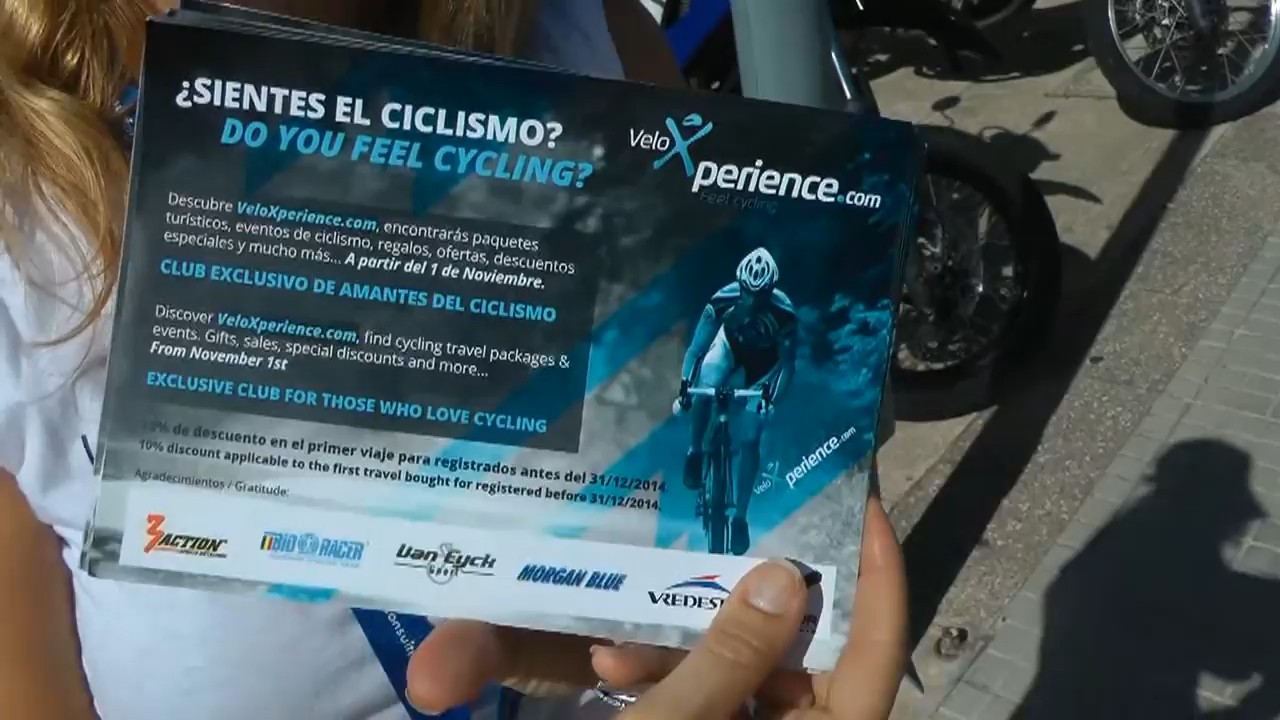 ¿SIENTES EL CICLISMO?
DO YOU FEEL CYCLING?
Velo Xperience.com
Feel cycling
Descubre VeloXperience.com, encontrarás paquetes
turísticos, eventos de ciclismo, regalos, ofertas, descuentos
especiales y mucho más... A partir del 1 de Noviembre.
CLUB EXCLUSIVO DE AMANTES DEL CICLISMO
Discover VeloXperience.com, find cycling travel packages &
events. Gifts, sales, special discounts and more...
From November 1st
EXCLUSIVE CLUB FOR THOSE WHO LOVE CYCLING
de descuento en el primer viaje para registrados antes del 31/12/2014.
10% discount applicable to the first travel bought for registered before 31/12/2014.
Velo Xperience.com
Agradecimientos / Gratitude:
3ACTION
BIORACER
Van Eyck
Sport
MORGAN BLUE